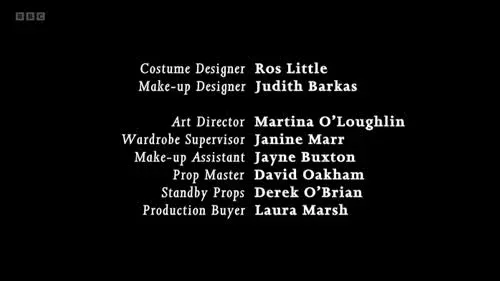 BBC
Costume Designer Ros Little
Make-up Designer Judith Barkas
Art Director Martina O'Loughlin
Wardrobe Supervisor Janine Marr
Make-up Assistant Jayne Buxton
Prop Master David Oakham
Standby Props Derek O'Brian
Production Buyer Laura Marsh